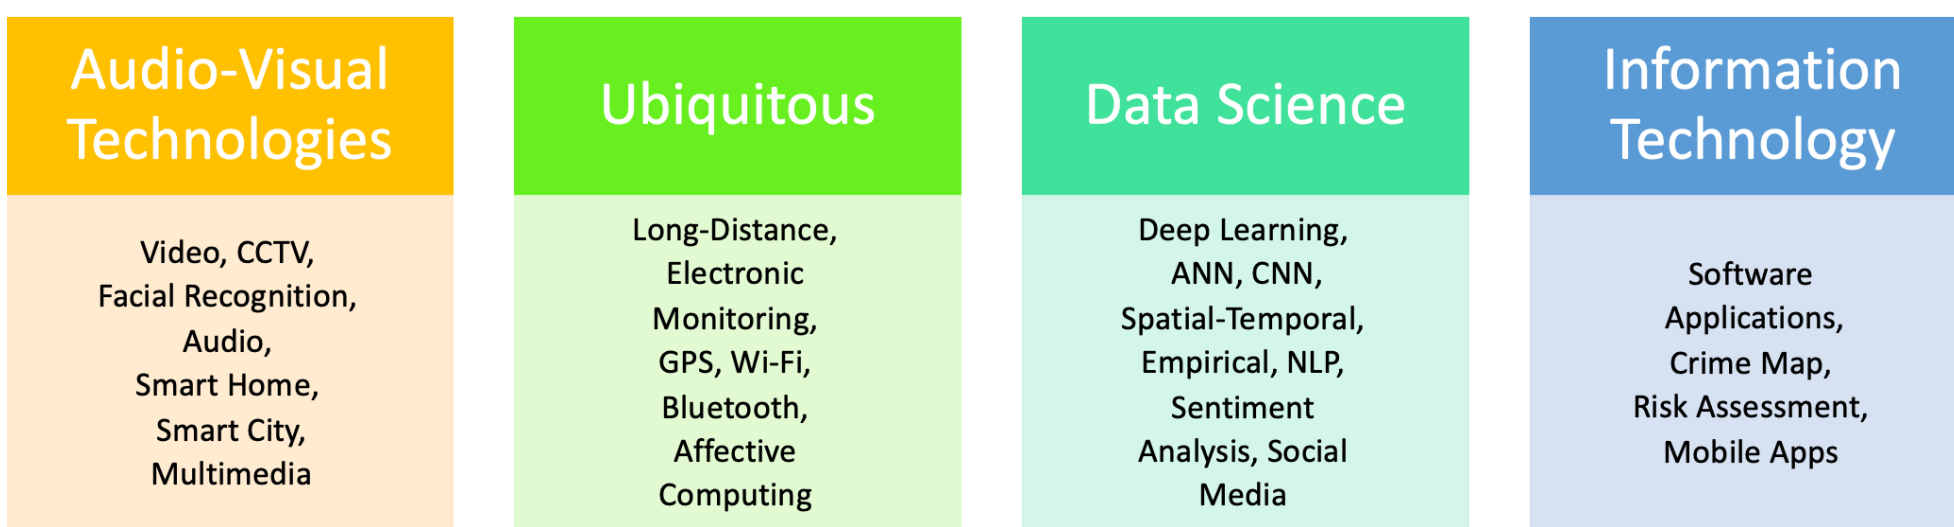 Audio-Visual
Technologies
Video, CCTV,
Facial Recognition,
Audio,
Smart Home,
Smart City,
Multimedia
Ubiquitous
Long-Distance,
Electronic
Monitoring,
GPS, Wi-Fi,
Bluetooth,
Affective
Computing
Data Science
Deep Learning,
ANN, CNN,
Spatial-Temporal,
Empirical, NLP,
Sentiment
Analysis, Social
Media
Information
Technology
Software
Applications,
Crime Map,
Risk Assessment,
Mobile Apps